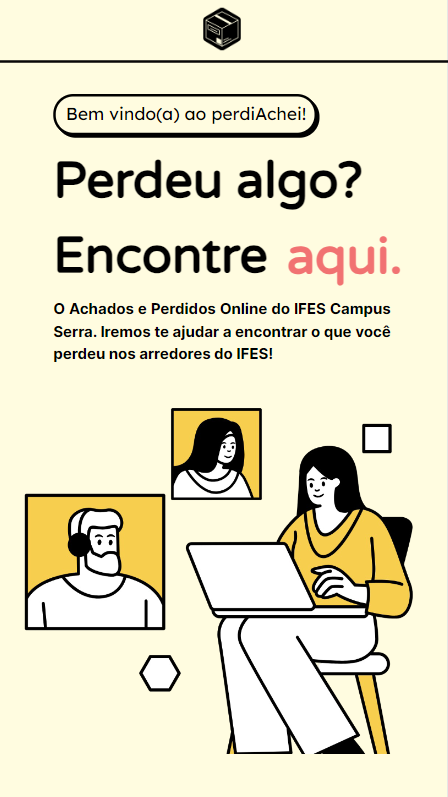 Bem vindo(a) ao perdiAchei!
Perdeu algo?
Encontre aqui.
O Achados e Perdidos Online do IFES Campus
Serra. Iremos te ajudar a encontrar o que você
perdeu nos arredores do IFES!